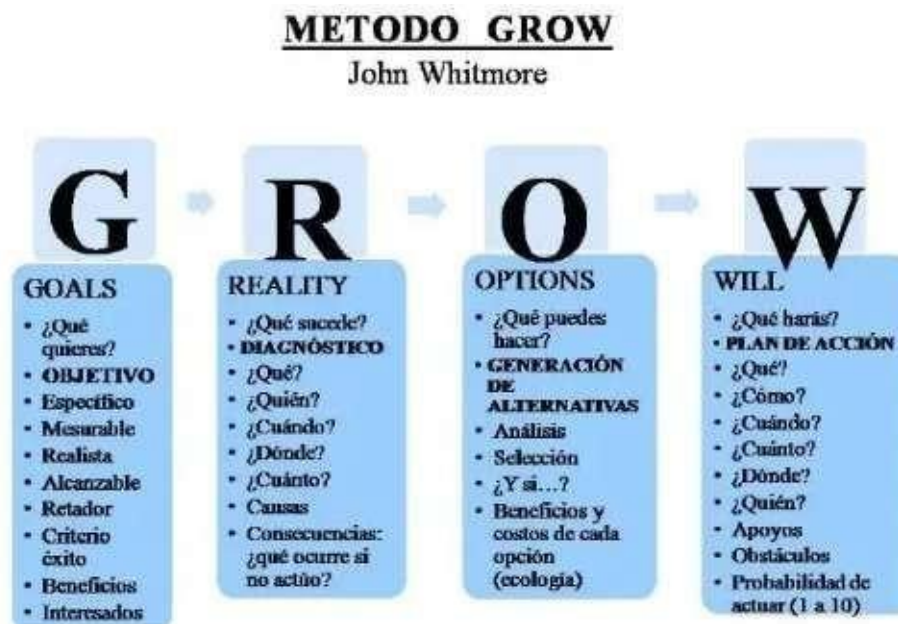 METODO GROW
John Whitmore
G
GOALS
• ¿Qué
quieres?
• OBJETIVO
• Específico
• Mesurable
• Realista
• Alcanzable
• Retador
• Criterio
éxito
• Beneficios
• Interesados
R
REALITY
• ¿Qué sucede?
• DIAGNÓSTICO
• ¿Qué?
• ¿Quién?
• ¿Cuándo?
• ¿Dónde?
• ¿Cuánto?
• Causas
• Consecuencias:
¿qué ocurre si
no actúo?
O
OPTIONS
• ¿Qué puedes
hacer?
• GENERACIÓN
DE
ALTERNATIVAS
• Análisis
• Selección
• ¿Y si...?
• Beneficios y
costos de cada
opción
(ecología)
W
WILL
• ¿Qué harás?
• PLAN DE ACCIÓN
• ¿Qué?
• ¿Cómo?
• ¿Cuándo?
• ¿Cuánto?
• ¿Dónde?
• ¿Quién?
• Apoyos
• Obstáculos
• Probabilidad de
actuar (1 a 10)